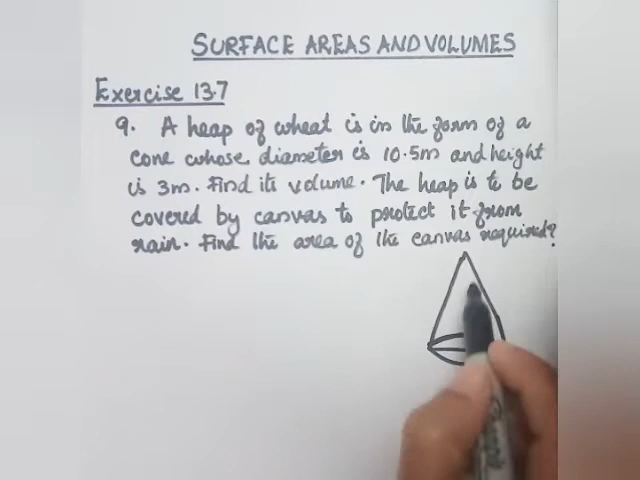 SURFACE AREAS AND VOLUMES
Exercise 13.7
9. A heap of wheat is in the form of a
cone whose diameter is 10.5m and height
is 3m. Find its volume. The heap is to be
covered by canvas to protect it from
rain. Find the area of the canvas required?